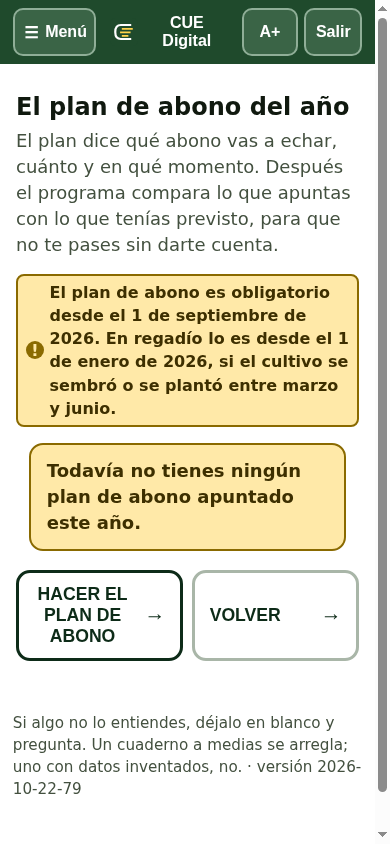 ☰ Menú
CUE
Digital
A+
Salir
El plan de abono del año
El plan dice qué abono vas a echar,
cuánto y en qué momento. Después
el programa compara lo que apuntas
con lo que tenías previsto, para que
no te pases sin darte cuenta.
El plan de abono es obligatorio
desde el 1 de septiembre de
2026. En regadío lo es desde el 1
de enero de 2026, si el cultivo se
sembró o se plantó entre marzo
y junio.
Todavía no tienes ningún
plan de abono apuntado
este año.
HACER EL
PLAN DE
ABONO →
VOLVER →
Si algo no lo entiendes, déjalo en blanco y
pregunta. Un cuaderno a medias se arregla;
uno con datos inventados, no. · versión 2026-
10-22-79